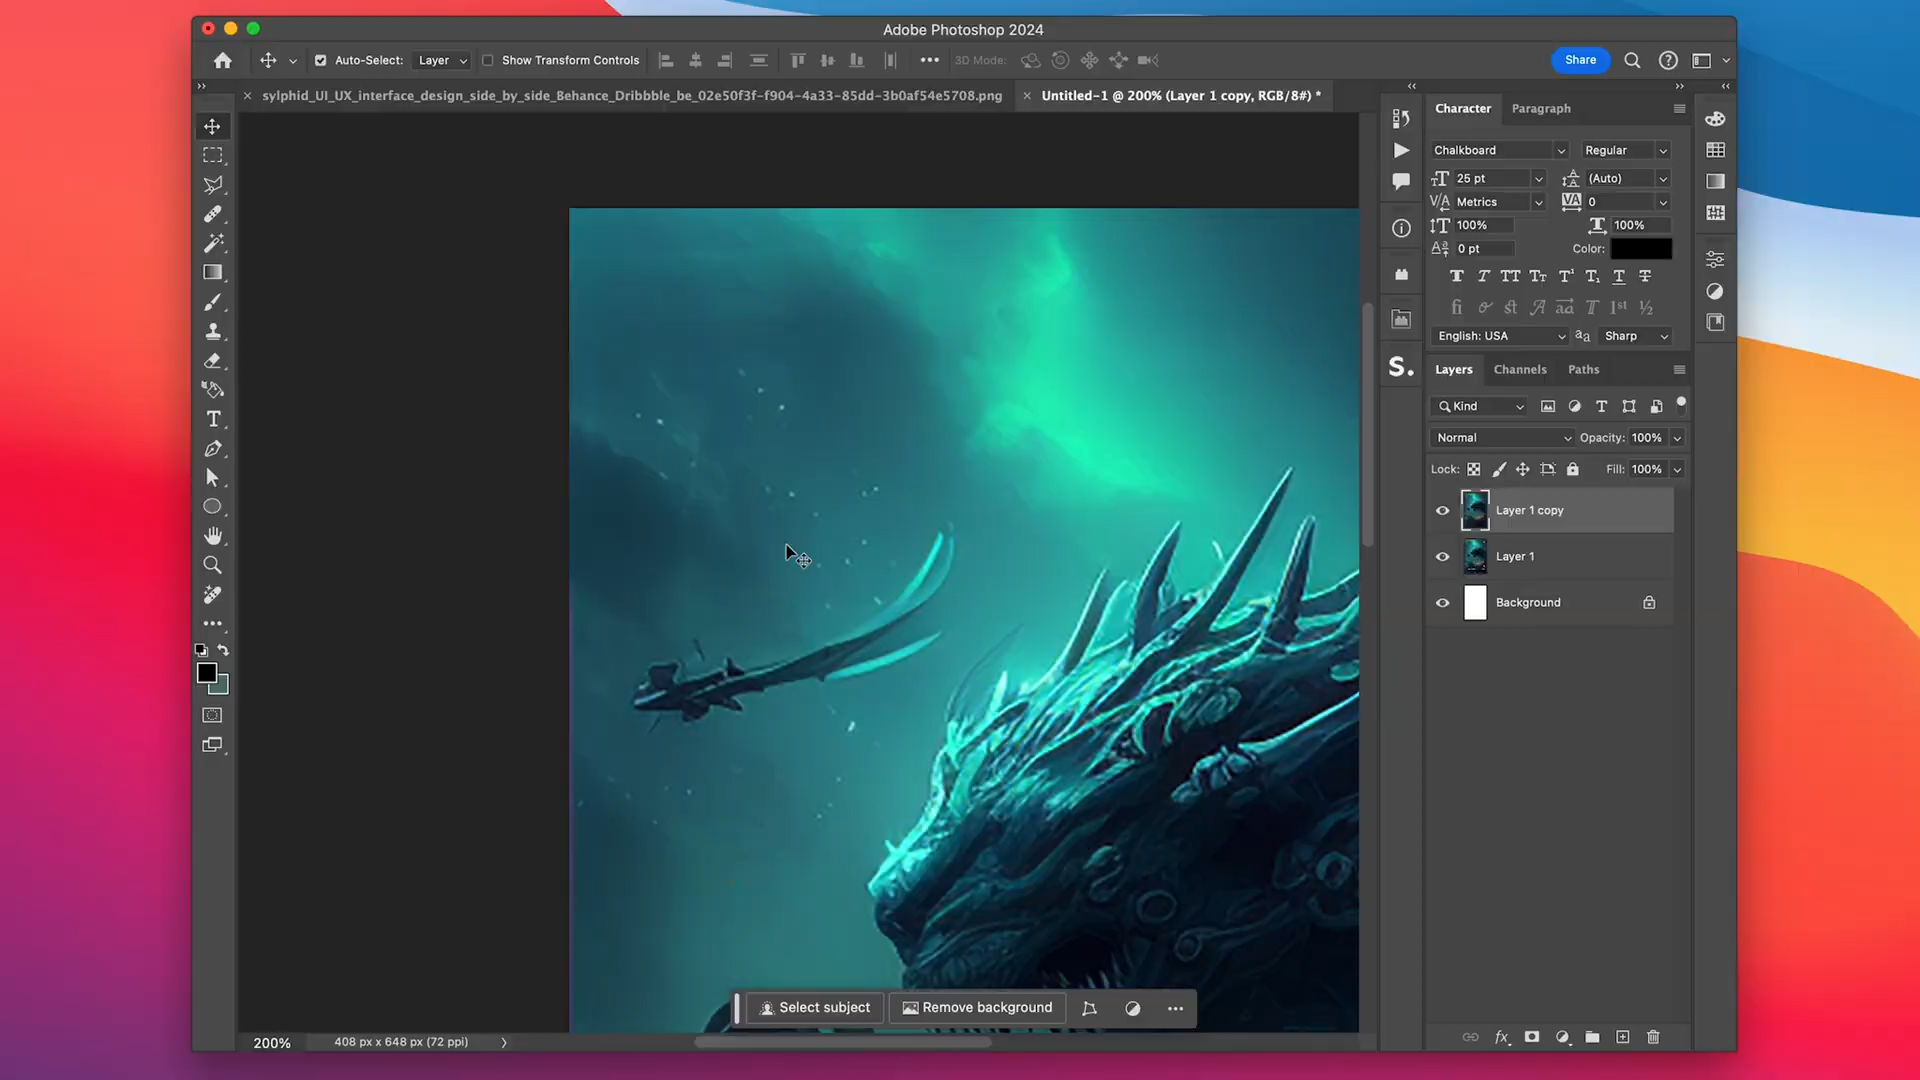 Adobe Photoshop 2024
Auto-Select: Layer Show Transform Controls 3D Mode: Share
sylphid_UI_UX_interface_design_side_by_side_Behance_Dribbble_be_02e50f3f-f904-4a33-85dd-3b0af54e5708.png
Untitled-1 @ 200% (Layer 1 copy, RGB/8#) *
Character Paragraph
Chalkboard Regular
25 pt (Auto)
Metrics 0
100% 100%
0 pt Color:
English: USA Sharp
S.
Layers Channels Paths
Kind
Normal Opacity: 100%
Lock: Fill: 100%
Layer 1 copy
Layer 1
Background
Select subject Remove background
200% 408 px x 648 px (72 ppi)